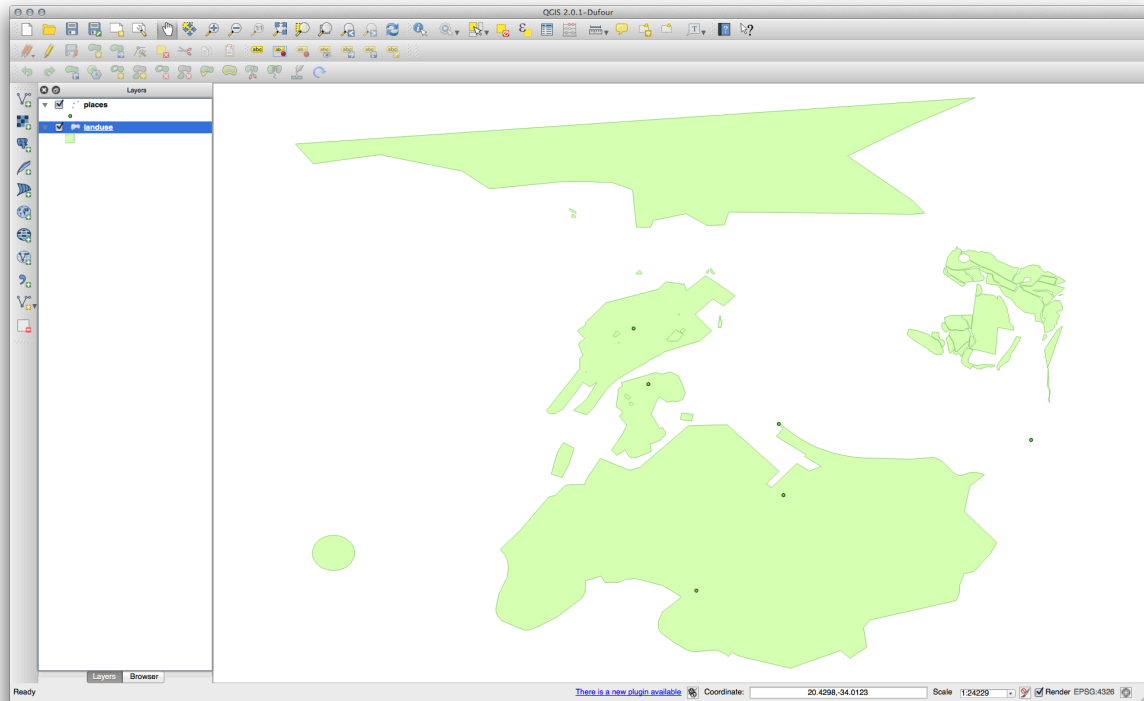 QGIS 2.0.1-Dufour
Layers
places
landuse
Layers Browser
Ready
There is a new plugin available
Coordinate: 20.4298,-34.0123
Scale 1:24229
Render EPSG:4326